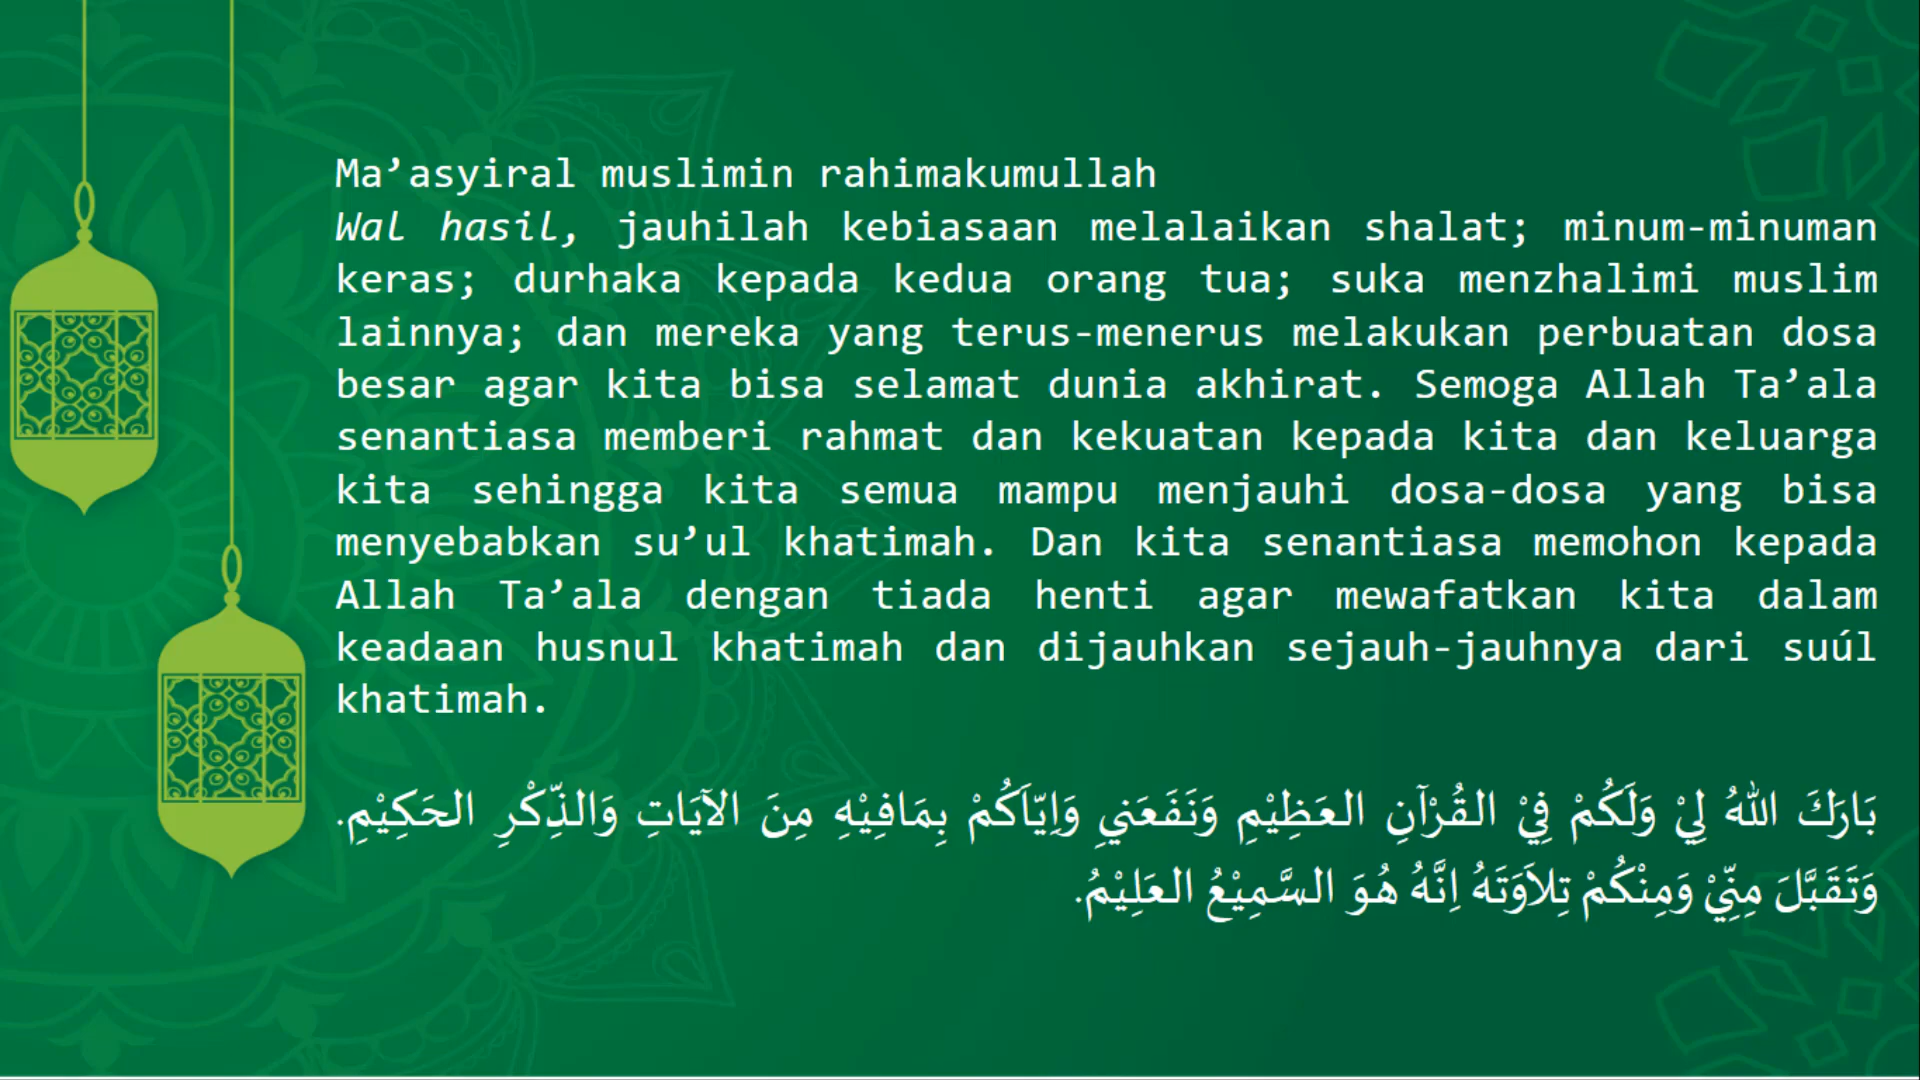 Ma’asyiral muslimin rahimakumullah
Wal hasil, jauhilah kebiasaan melalaikan shalat; minum-minuman
keras; durhaka kepada kedua orang tua; suka menzhalimi muslim
lainnya; dan mereka yang terus-menerus melakukan perbuatan dosa
besar agar kita bisa selamat dunia akhirat. Semoga Allah Ta’ala
senantiasa memberi rahmat dan kekuatan kepada kita dan keluarga
kita sehingga kita semua mampu menjauhi dosa-dosa yang bisa
menyebabkan su’ul khatimah. Dan kita senantiasa memohon kepada
Allah Ta’ala dengan tiada henti agar mewafatkan kita dalam
keadaan husnul khatimah dan dijauhkan sejauh-jauhnya dari suúl
khatimah.
بَارَكَ اللهُ لِيْ وَلَكُمْ فِيْ القُرْآنِ العَظِيْمِ وَنَفَعَنِي وَاِيّاَكُمْ بِمَافِيْهِ مِنَ الآيَاتِ وَالذِّكْرِ الحَكِيْمِ.
وَتَقَبَّلَ مِنِّيْ وَمِنْكُمْ تِلاَوَتَهُ اِنَّهُ هُوَ السَّمِيْعُ العَلِيْمُ.